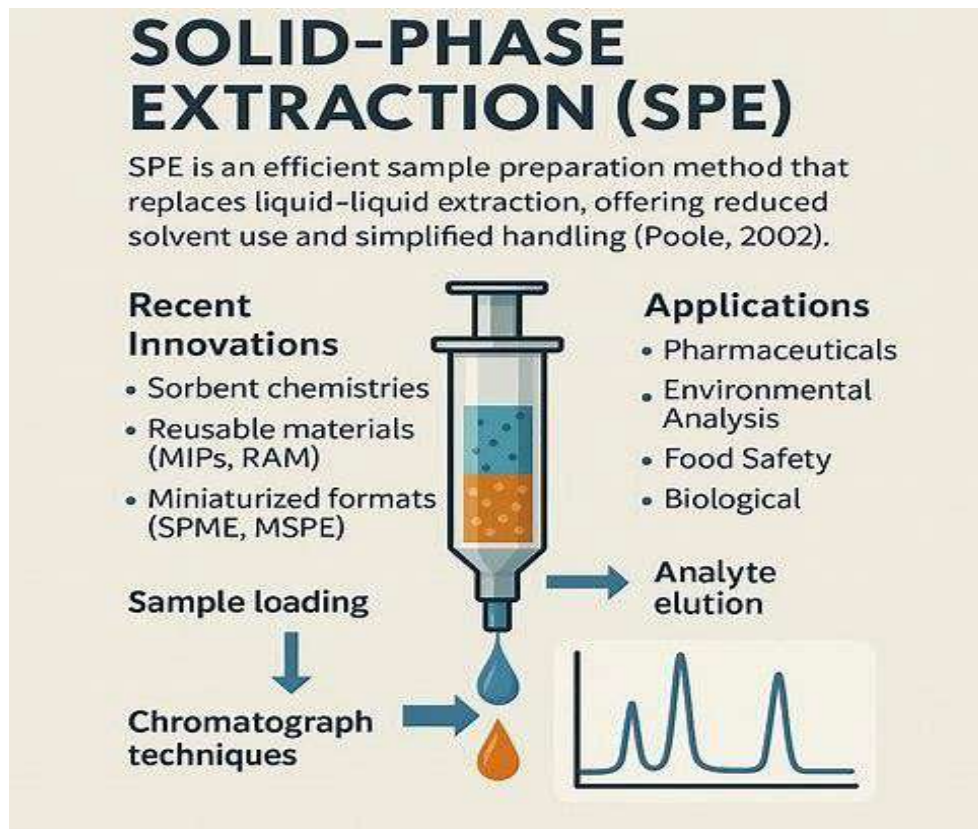 SOLID-PHASE
EXTRACTION (SPE)
SPE is an efficient sample preparation method that
replaces liquid-liquid extraction, offering reduced
solvent use and simplified handling (Poole, 2002).
Recent
Innovations
• Sorbent chemistries
• Reusable materials
(MIPs, RAM)
• Miniaturized formats
(SPME, MSPE)
Applications
• Pharmaceuticals
• Environmental
Analysis
• Food Safety
• Biological
Sample loading
Analyte
elution
Chromatograph
techniques